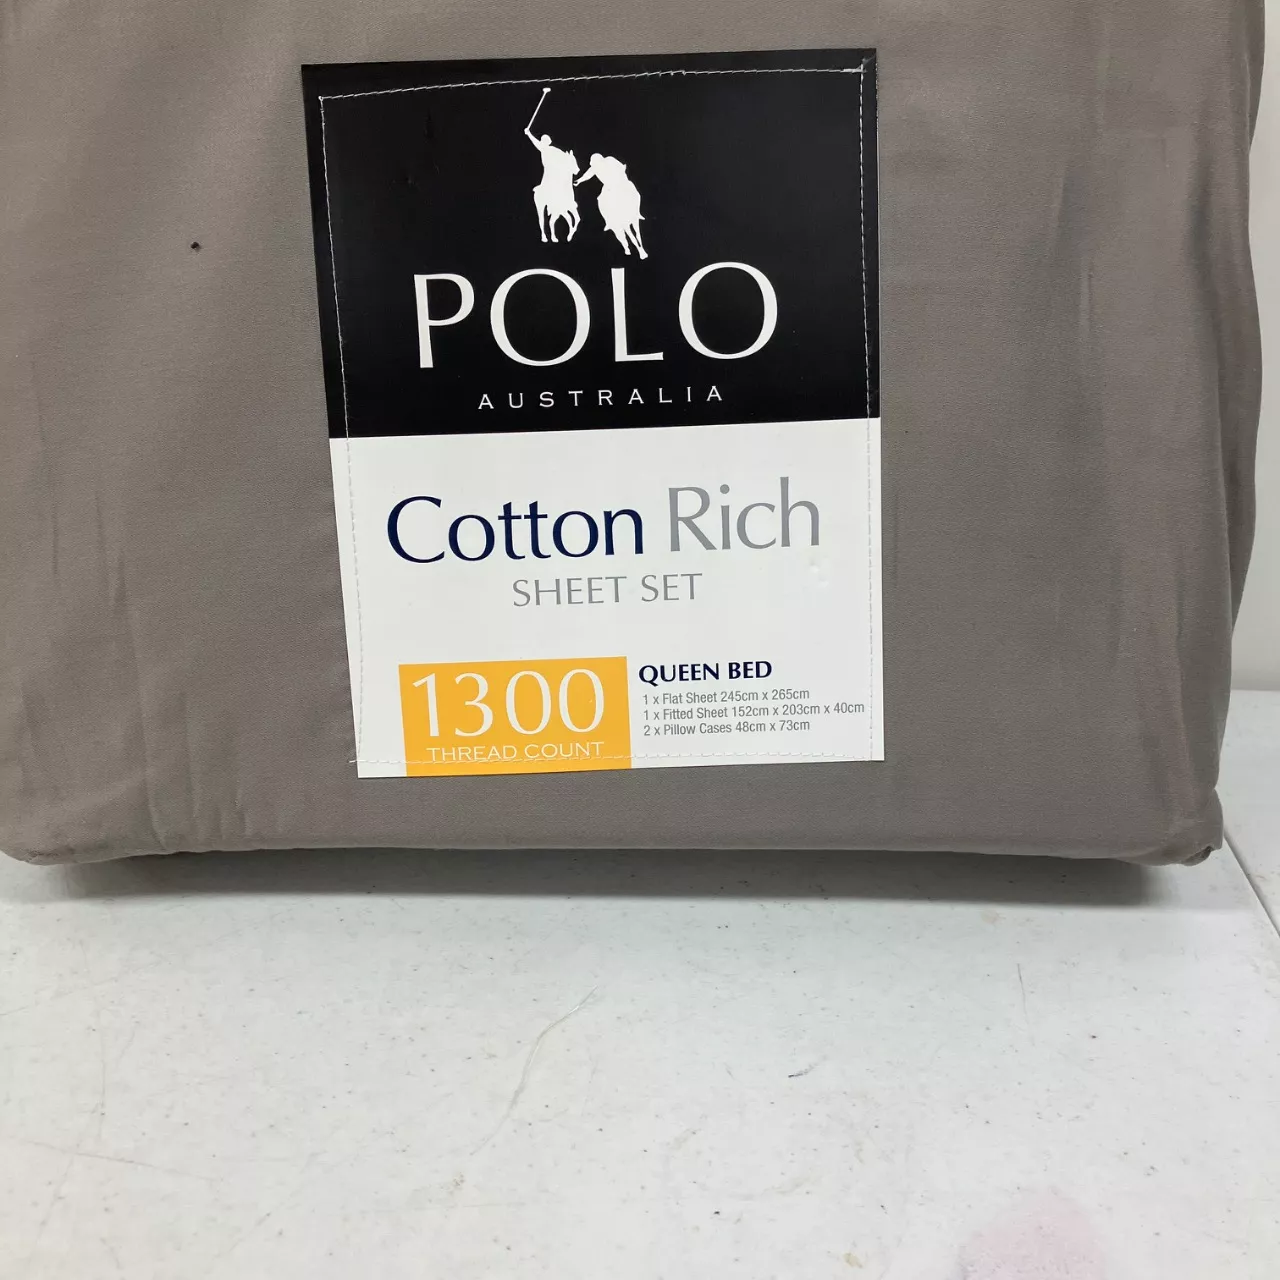 POLO
AUSTRALIA
Cotton Rich
SHEET SET
1300
THREAD COUNT
QUEEN BED
1 x Flat Sheet 245cm x 265cm
1 x Fitted Sheet 152cm x 203cm x 40cm
2 x Pillow Cases 48cm x 73cm